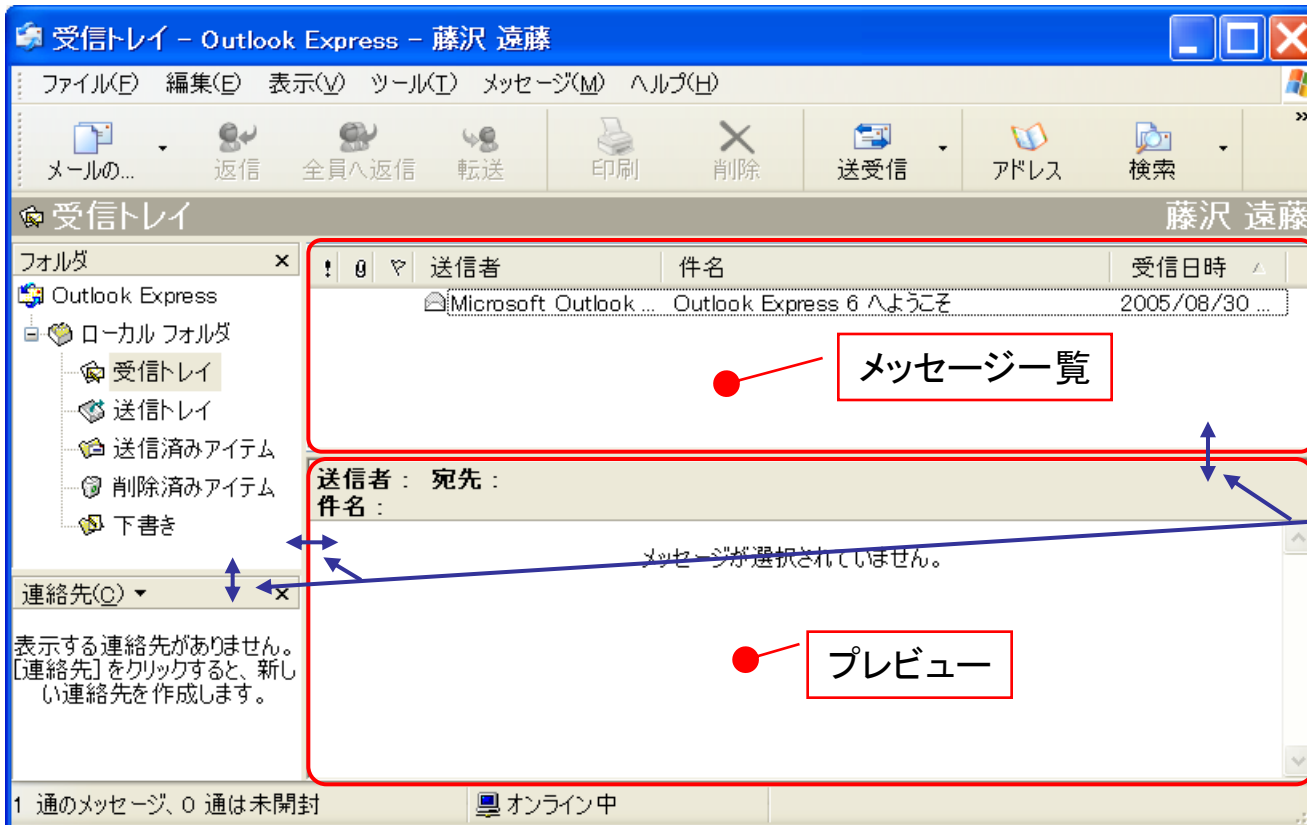 受信トレイ - Outlook Express - 藤沢 遠藤
ファイル(F) 編集(E) 表示(V) ツール(T) メッセージ(M) ヘルプ(H)
メールの... 返信 全員へ返信 転送 印刷 削除 送受信 アドレス 検索 »
受信トレイ 藤沢 遠藤
フォルダ ×
Outlook Express
ローカル フォルダ
受信トレイ
送信トレイ
送信済みアイテム
削除済みアイテム
下書き
連絡先(C) ×
表示する連絡先がありません。
[連絡先] をクリックすると、新し
い連絡先を作成します。
! 送信者 件名 受信日時
Microsoft Outlook ... Outlook Express 6 へようこそ 2005/08/30 ...
メッセージ一覧
送信者: 宛先:
件名:
メッセージが選択されていません。
プレビュー
1 通のメッセージ、0 通は未開封 オンライン中